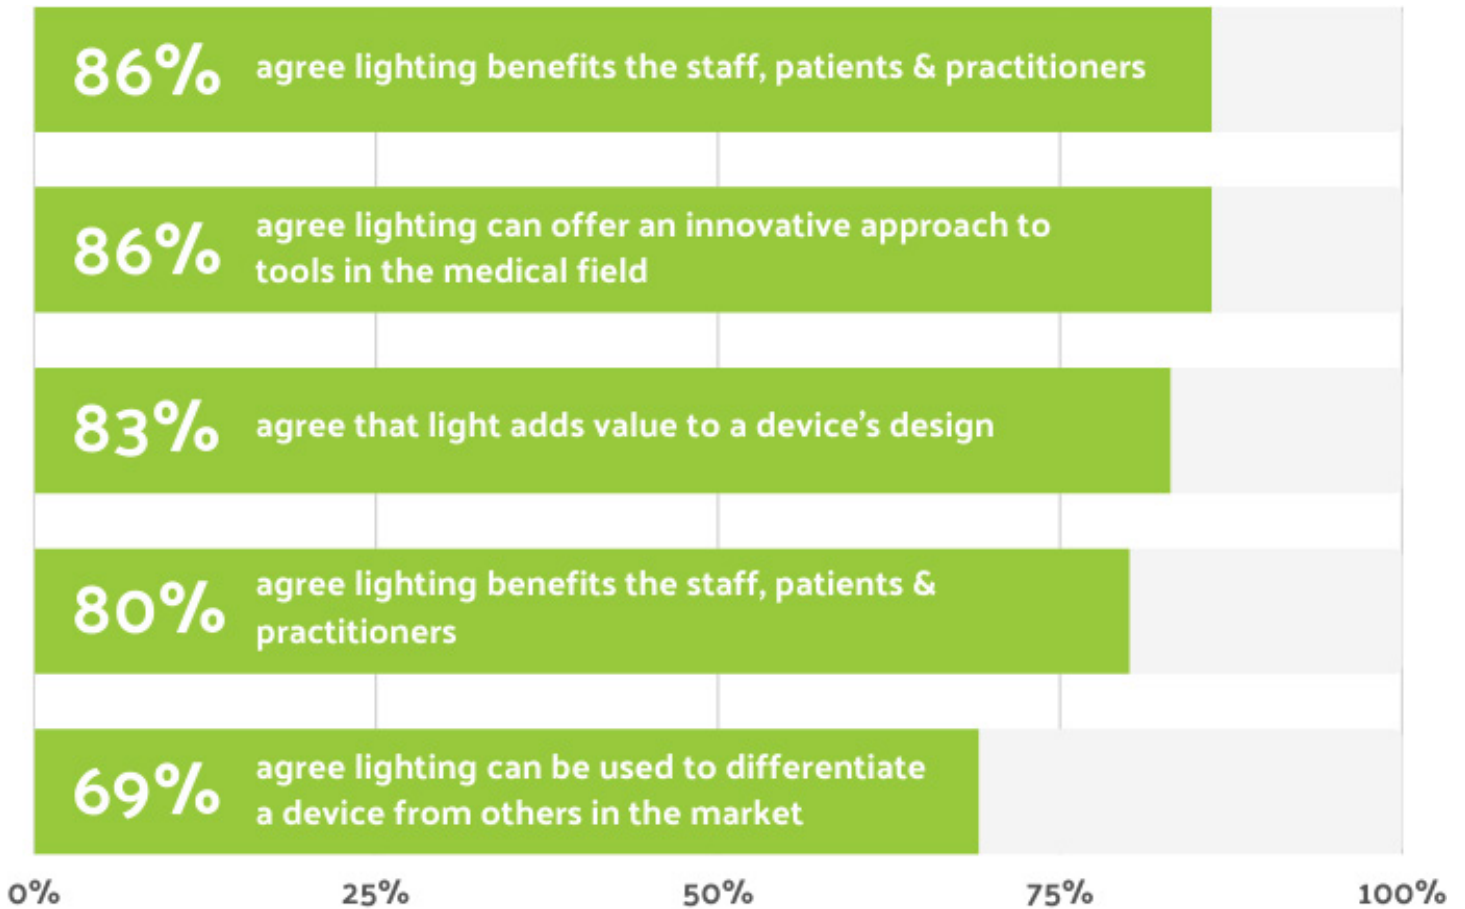 86% agree lighting benefits the staff, patients & practitioners
86% agree lighting can offer an innovative approach to
tools in the medical field
83% agree that light adds value to a device’s design
80% agree lighting benefits the staff, patients &
practitioners
69% agree lighting can be used to differentiate
a device from others in the market
0% 25% 50% 75% 100%